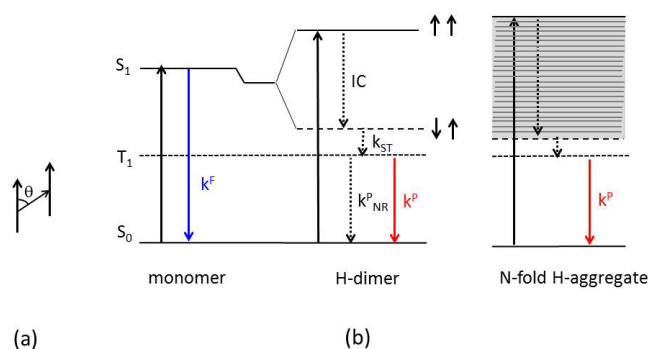 S1
T1
S0
θ
kF
IC
kST
kPNR
kP
kP
monomer
H-dimer
N-fold H-aggregate
(a)
(b)